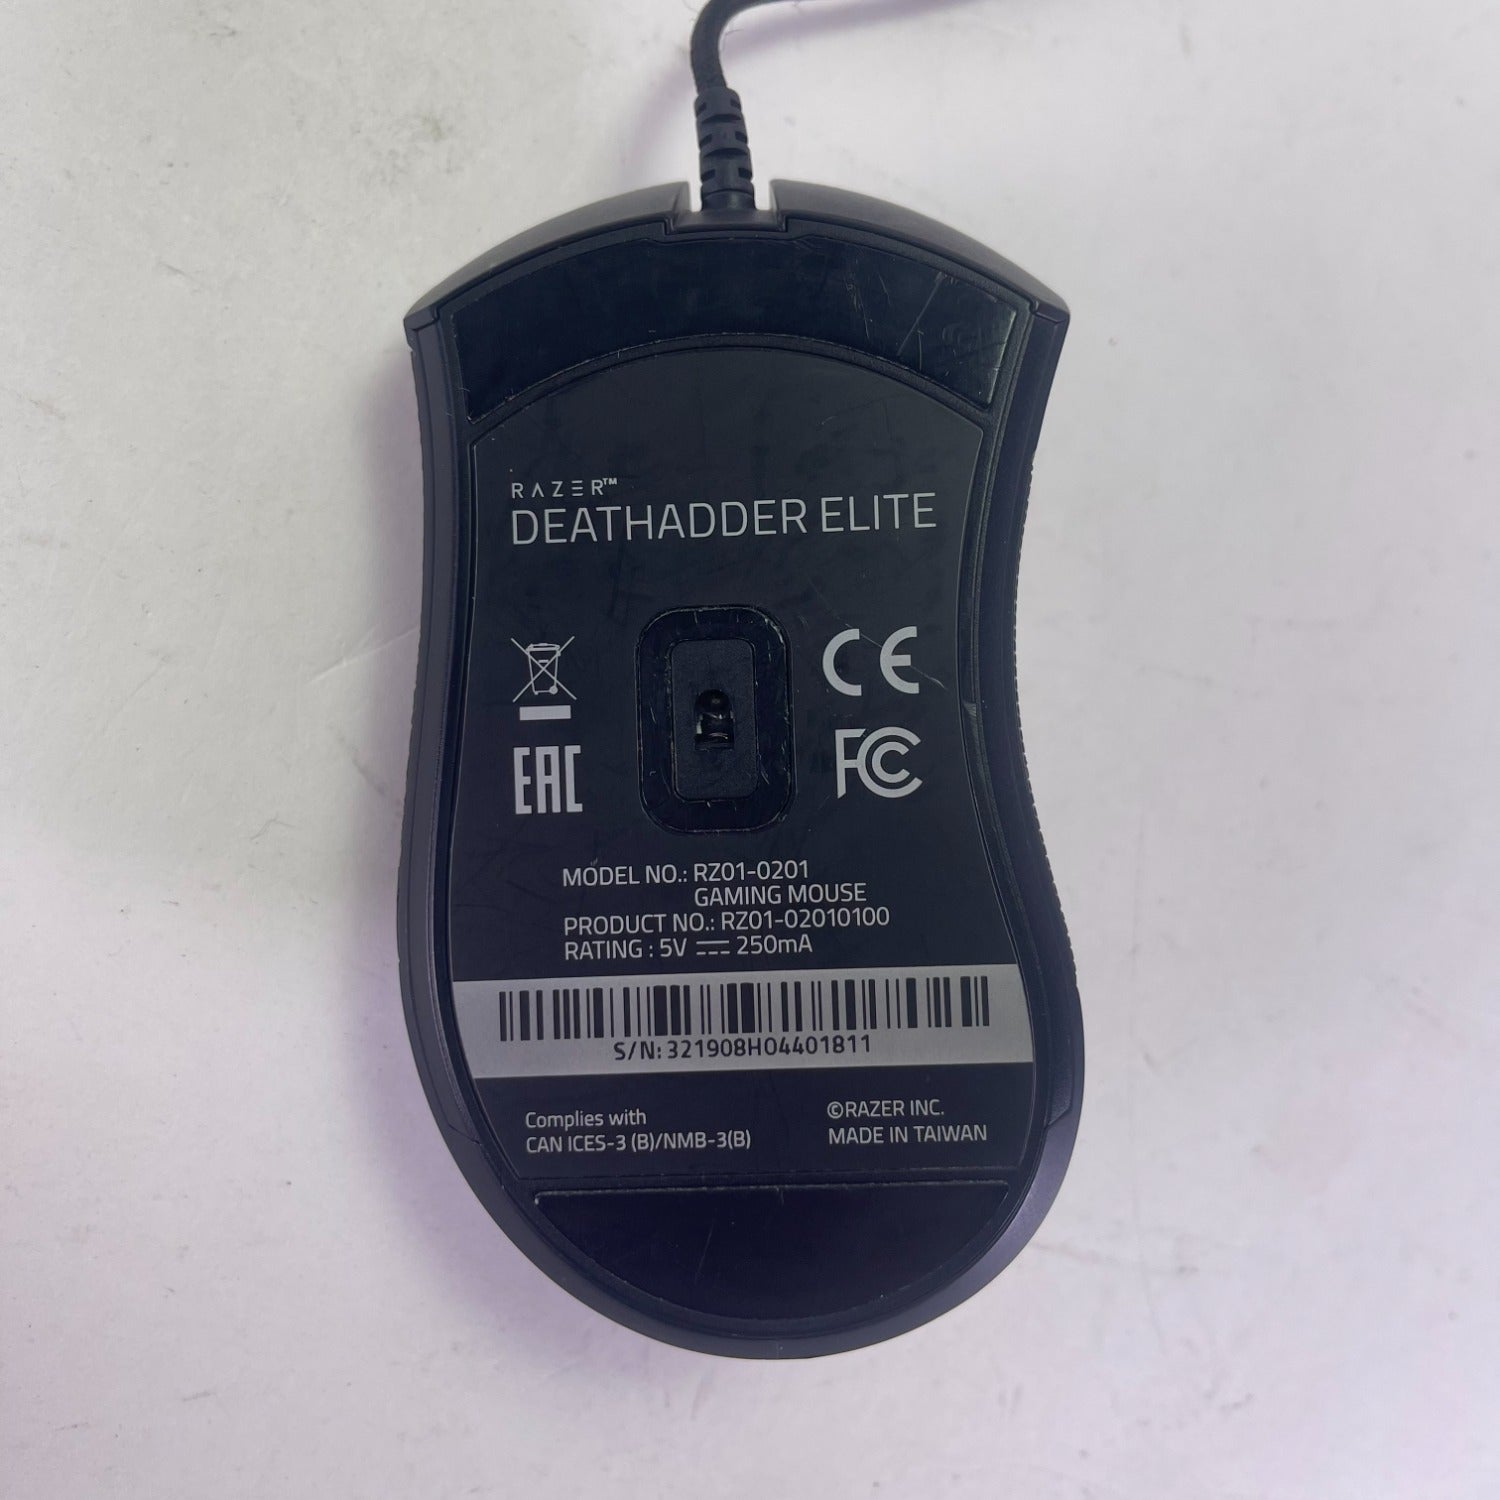 RAZER™
DEATHADDER ELITE
CE
EAC
FC
MODEL NO.: RZ01-0201
GAMING MOUSE
PRODUCT NO.: RZ01-02010100
RATING : 5V ⎓ 250mA
S/N: 321908H04401811
Complies with
CAN ICES-3 (B)/NMB-3(B)
©RAZER INC.
MADE IN TAIWAN